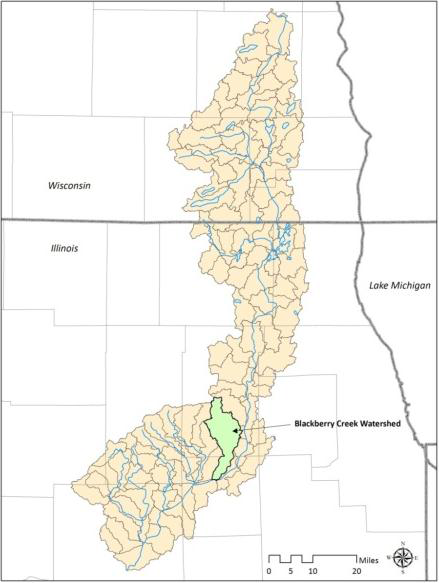 Wisconsin
Illinois
Lake Michigan
Blackberry Creek Watershed
N
W E
S
Miles
0 5 10 20